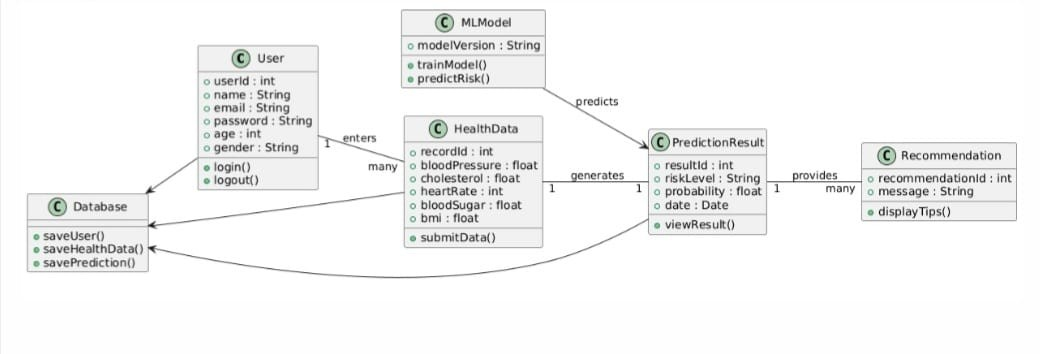 C MLModel
modelVersion : String
trainModel()
predictRisk()
C User
userId : int
name : String
email : String
password : String
age : int
gender : String
login()
logout()
predicts
enters
1
many
C HealthData
recordId : int
bloodPressure : float
cholesterol : float
heartRate : int
bloodSugar : float
bmi : float
submitData()
generates
1
1
C PredictionResult
resultId : int
riskLevel : String
probability : float
date : Date
viewResult()
provides
1
many
C Recommendation
recommendationId : int
message : String
displayTips()
C Database
saveUser()
saveHealthData()
savePrediction()